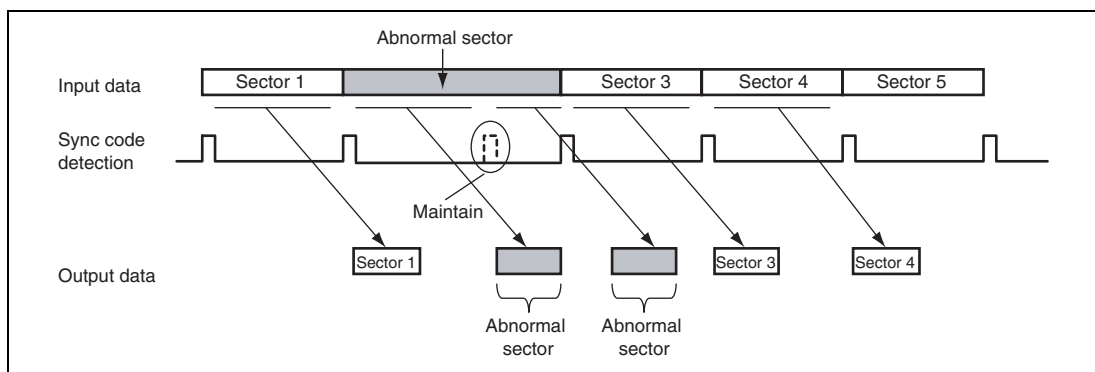 Abnormal sector
Input data
Sector 1
Sector 3
Sector 4
Sector 5
Sync code
detection
Maintain
Output data
Sector 1
Sector 3
Sector 4
Abnormal
sector
Abnormal
sector